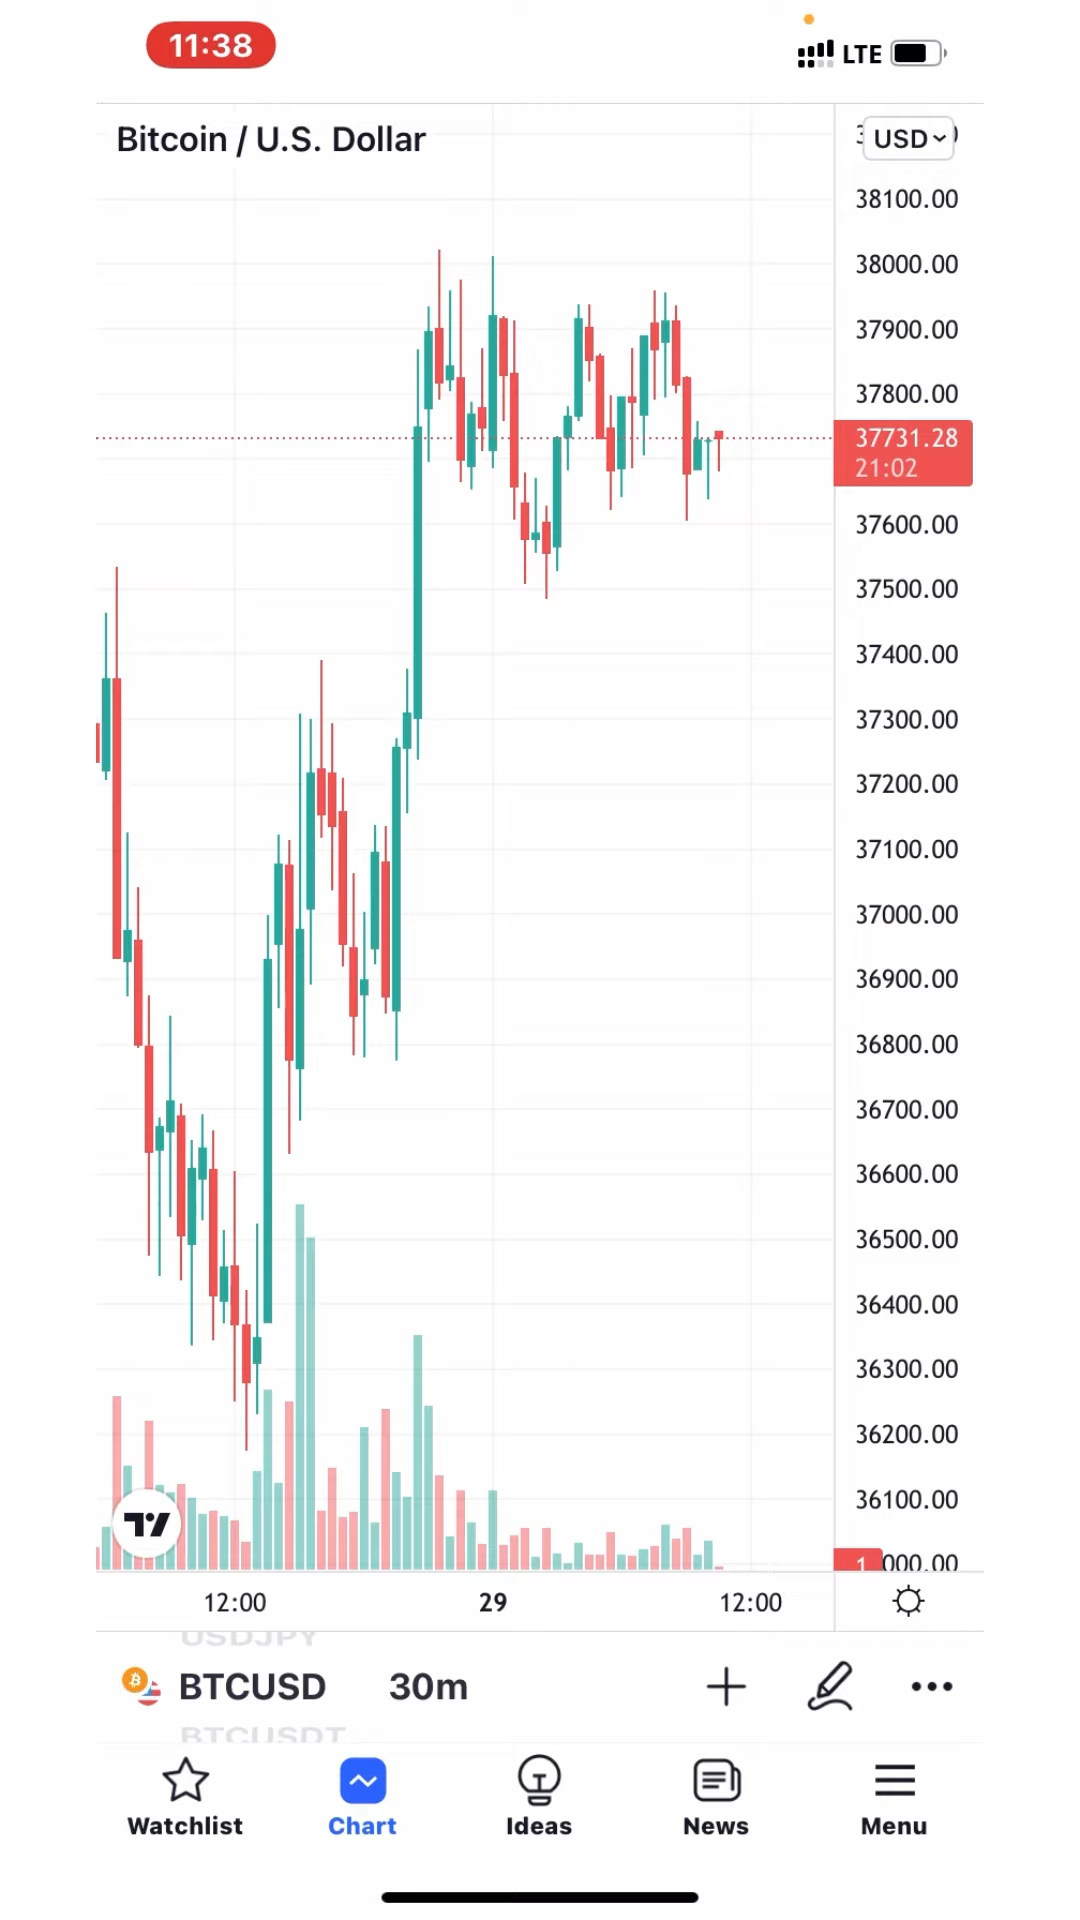 11:38
LTE
Bitcoin / U.S. Dollar
USD
38100.00
38000.00
37900.00
37800.00
37731.28
21:02
37600.00
37500.00
37400.00
37300.00
37200.00
37100.00
37000.00
36900.00
36800.00
36700.00
36600.00
36500.00
36400.00
36300.00
36200.00
36100.00
1
000.00
12:00
29
12:00
USDJPY
BTCUSD
30m
BTCUSDT
Watchlist
Chart
Ideas
News
Menu